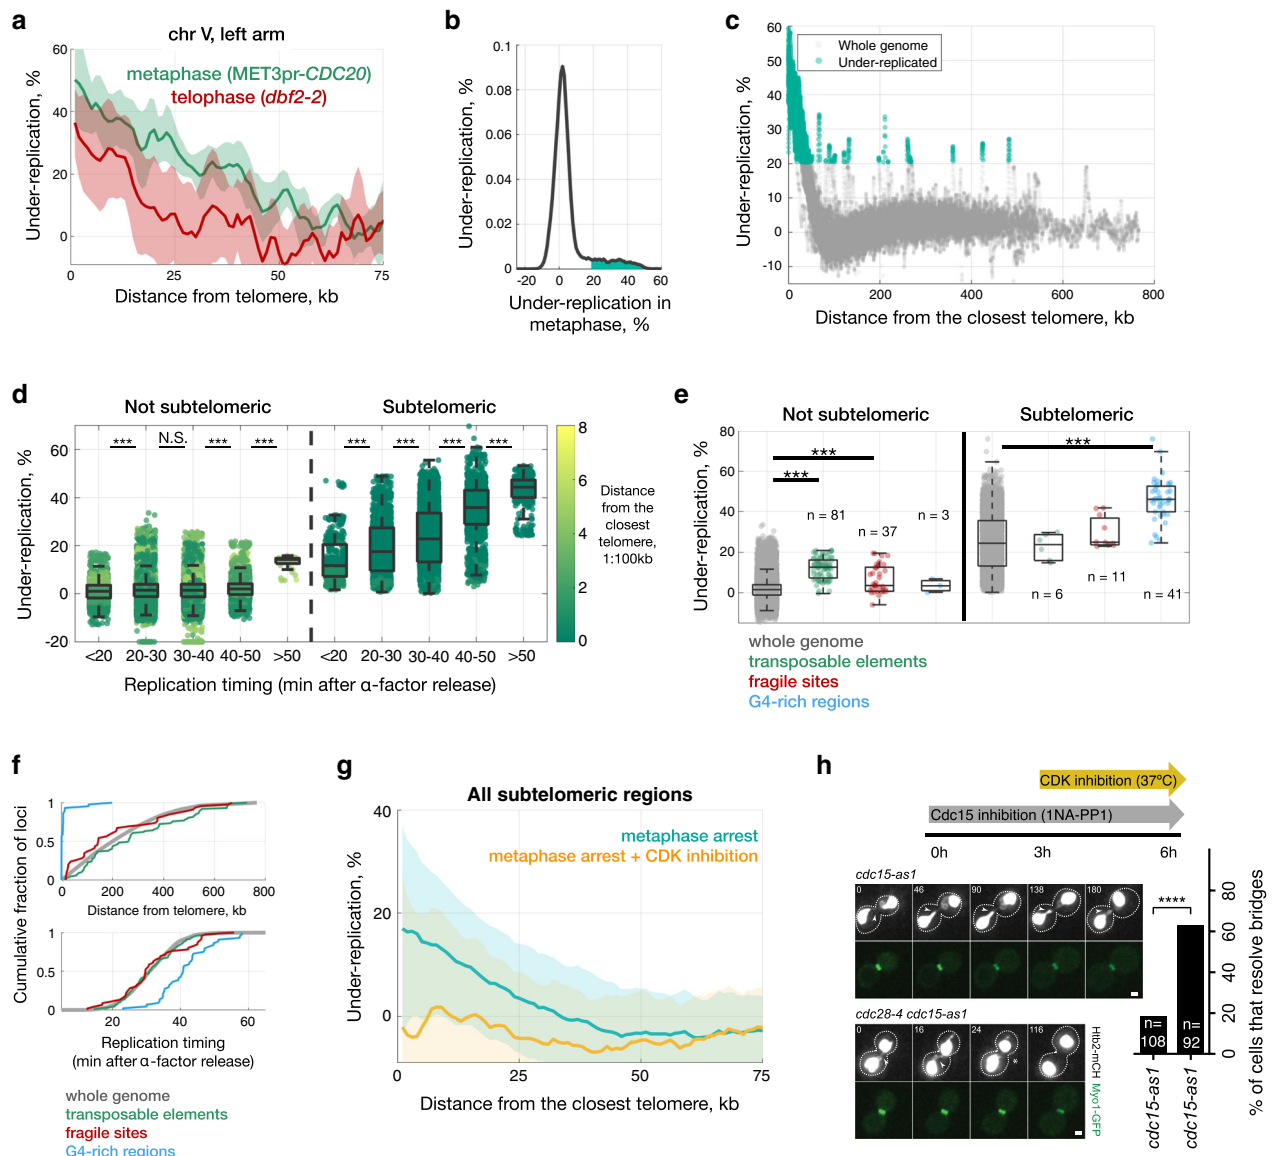 a
chr V, left arm
metaphase (MET3pr-CDC20)
telophase (dbf2-2)
Under-replication, %
60
40
20
0
0
25
50
75
Distance from telomere, kb
b
Under-replication, %
0.1
0.08
0.06
0.04
0.02
0
-20
0
20
40
60
Under-replication in
metaphase, %
c
Whole genome
Under-replicated
Under-replication, %
60
50
40
30
20
10
0
-10
0
200
400
600
800
Distance from the closest telomere, kb
d
Not subtelomeric
Subtelomeric
Under-replication, %
60
40
20
0
-20
***
N.S.
***
***
***
***
***
***
<20
20-30
30-40
40-50
>50
<20
20-30
30-40
40-50
>50
Replication timing (min after α-factor release)
8
6
4
2
0
Distance
from the
closest
telomere,
1:100kb
e
Not subtelomeric
Subtelomeric
Under-replication, %
80
60
40
20
0
***
***
***
n = 81
n = 37
n = 3
n = 6
n = 11
n = 41
whole genome
transposable elements
fragile sites
G4-rich regions
f
Cumulative fraction of loci
1
0.5
0
0
200
400
600
800
Distance from telomere, kb
1
0.5
0
20
40
60
Replication timing
(min after α-factor release)
whole genome
transposable elements
fragile sites
G4-rich regions
g
All subtelomeric regions
metaphase arrest
metaphase arrest + CDK inhibition
Under-replication, %
40
20
0
0
25
50
75
Distance from the closest telomere, kb
h
CDK inhibition (37ºC)
Cdc15 inhibition (1NA-PP1)
0h
3h
6h
cdc15-as1
0
46
90
138
180
cdc28-4 cdc15-as1
0
16
24
116
*
Htb2-mCH Myo1-GFP
****
n=
108
n=
92
80
60
40
20
0
% of cells that resolve bridges
cdc15-as1
cdc15-as1